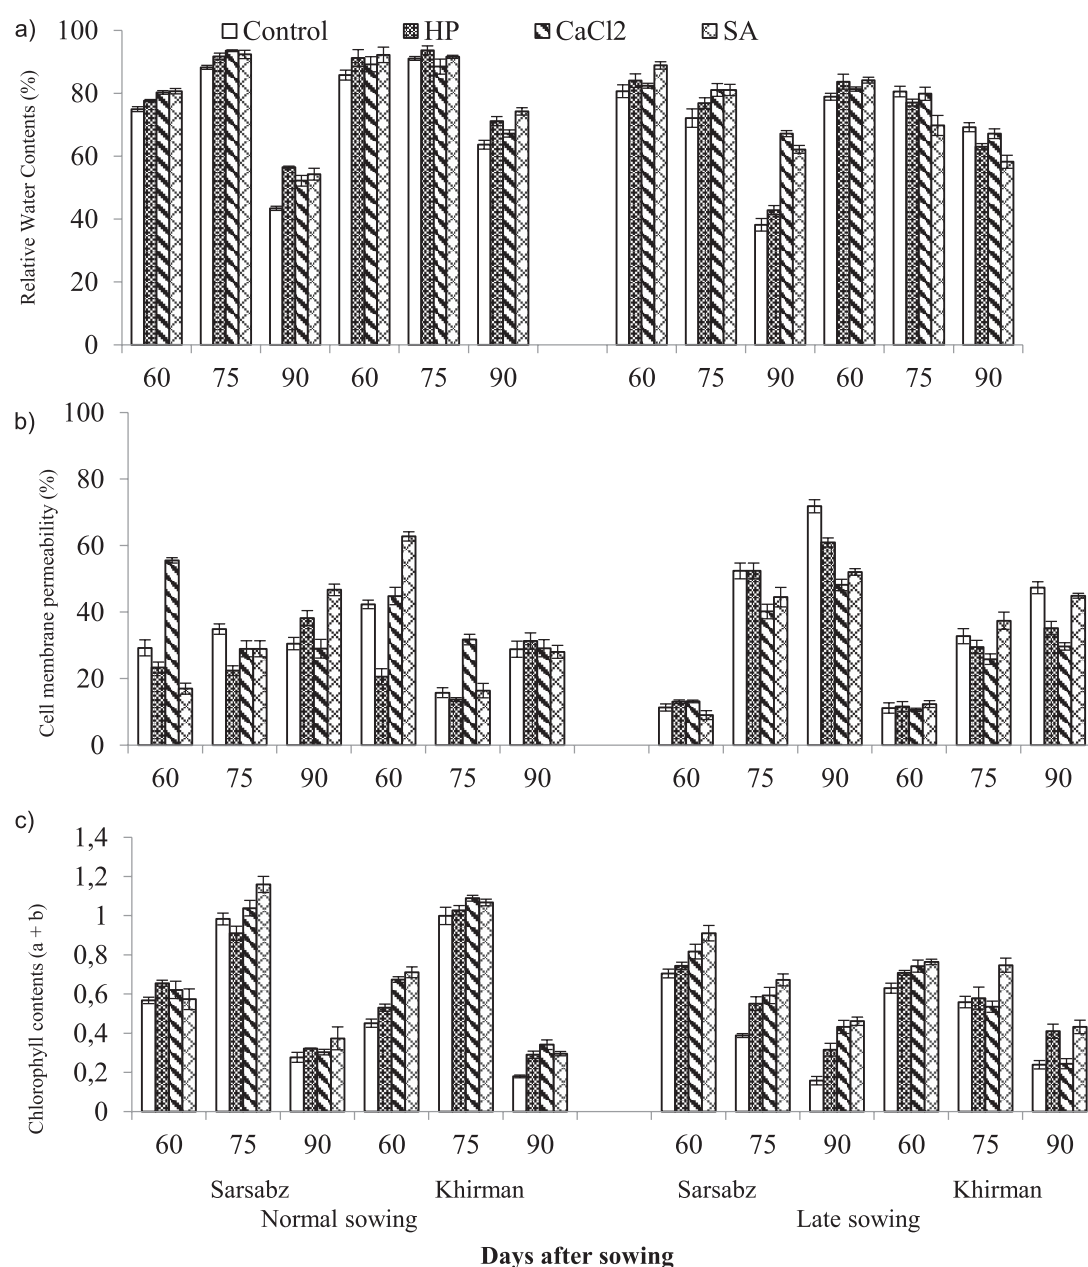 a) 100 Control HP CaCl2 SA
80
60
40
20
0
Relative Water Contents (%)
60 75 90 60 75 90 60 75 90 60 75 90
b) 100
80
60
40
20
0
Cell membrane permeability (%)
60 75 90 60 75 90 60 75 90 60 75 90
c) 1,4
1,2
1
0,8
0,6
0,4
0,2
0
Chlorophyll contents (a + b)
60 75 90 60 75 90 60 75 90 60 75 90
Sarsabz Khirman Sarsabz Khirman
Normal sowing Late sowing
Days after sowing